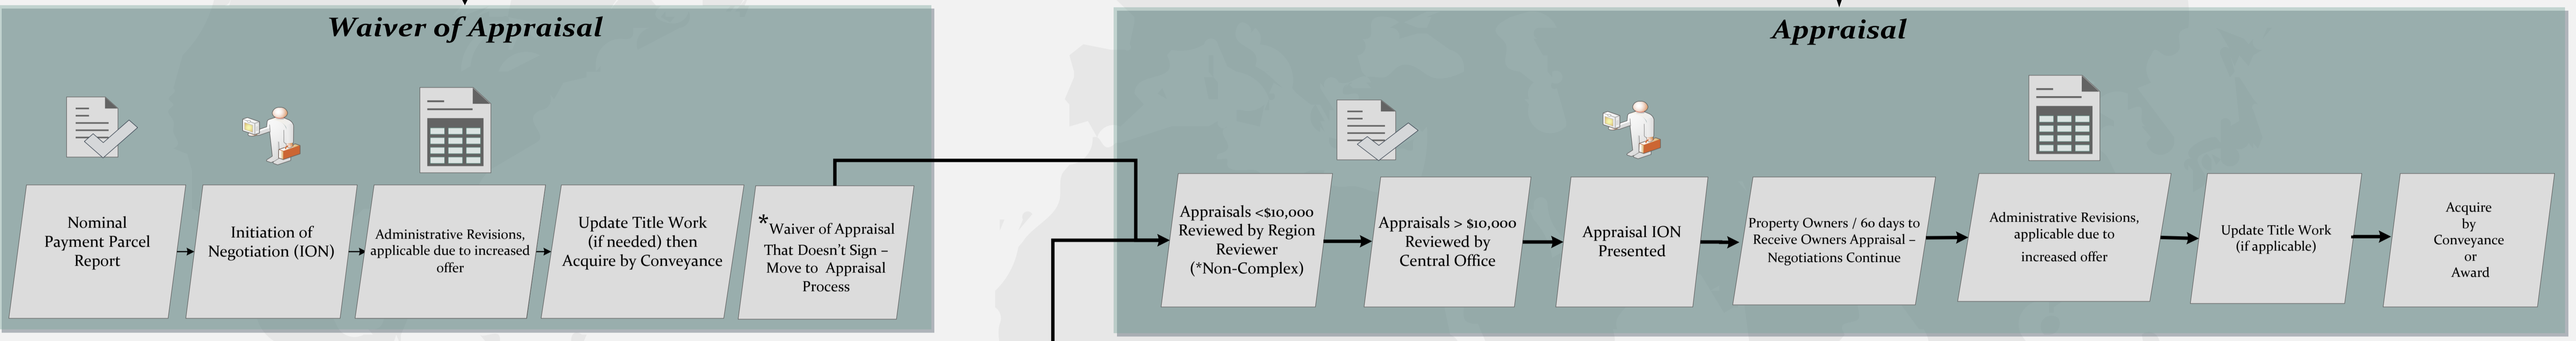 Waiver of Appraisal
Nominal
Payment Parcel
Report
Initiation of
Negotiation (ION)
Administrative Revisions,
applicable due to increased
offer
Update Title Work
(if needed) then
Acquire by Conveyance
*Waiver of Appraisal
That Doesn't Sign –
Move to Appraisal
Process
Appraisal
Appraisals <$10,000
Reviewed by Region
Reviewer
(*Non-Complex)
Appraisals > $10,000
Reviewed by
Central Office
Appraisal ION
Presented
Property Owners / 60 days to
Receive Owners Appraisal –
Negotiations Continue
Administrative Revisions,
applicable due to
increased offer
Update Title Work
(if applicable)
Acquire
by
Conveyance
or
Award